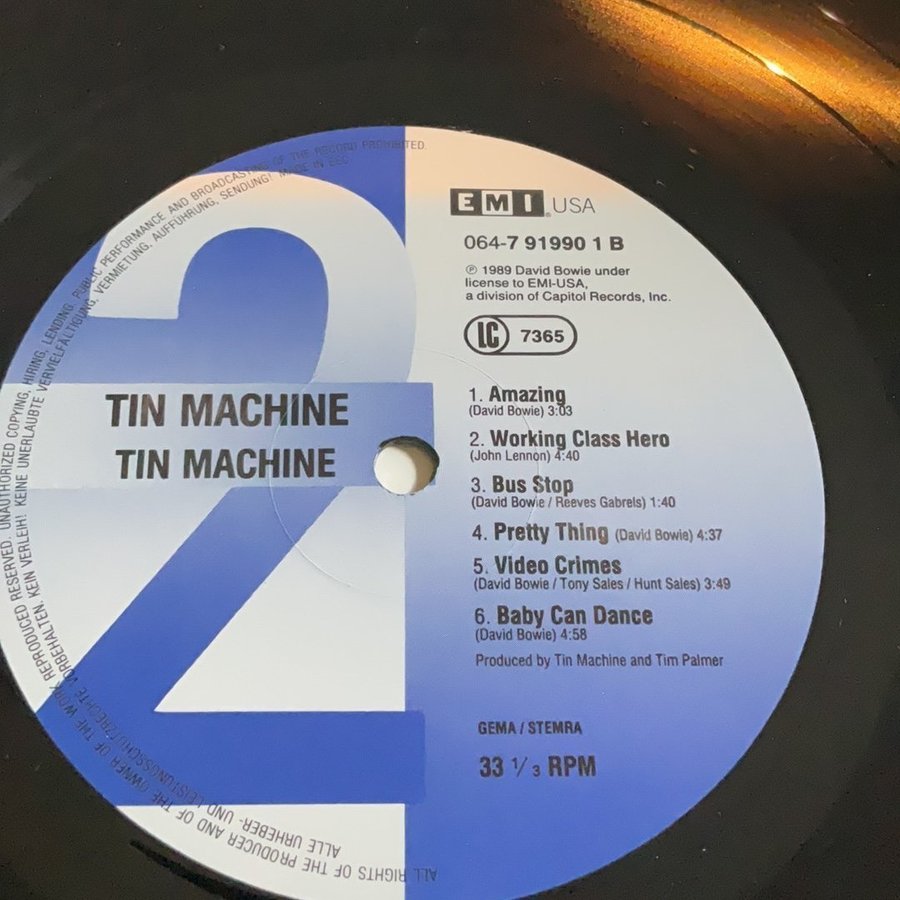 2
TIN MACHINE
TIN MACHINE
EMI USA
064-7 91990 1 B
℗ 1989 David Bowie under
license to EMI-USA,
a division of Capitol Records, Inc.
LC 7365
1. Amazing
(David Bowie) 3:03
2. Working Class Hero
(John Lennon) 4:40
3. Bus Stop
(David Bowie / Reeves Gabrels) 1:40
4. Pretty Thing (David Bowie) 4:37
5. Video Crimes
(David Bowie / Tony Sales / Hunt Sales) 3:49
6. Baby Can Dance
(David Bowie) 4:58
Produced by Tin Machine and Tim Palmer
GEMA / STEMRA
33 1/3 RPM
ALL RIGHTS OF THE PRODUCER AND OF THE OWNER OF THE WORK REPRODUCED RESERVED. UNAUTHORIZED COPYING, HIRING, LENDING, PUBLIC PERFORMANCE AND BROADCASTING OF THE RECORD PROHIBITED.
ALLE URHEBER- UND LEISTUNGSSCHUTZRECHTE VORBEHALTEN. KEIN VERLEIH! KEINE UNERLAUBTE VERVIELFÄLTIGUNG, VERMIETUNG, AUFFÜHRUNG, SENDUNG! MADE IN EEC